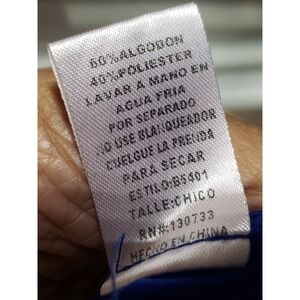 60%ALGODON
40%POLIESTER
LAVAR A MANO EN
AGUA FRIA
POR SEPARADO
NO USE BLANQUEADOR
CUELGUE LA PRENDA
PARA SECAR
ESTILO:B5401
TALLE:CHICO
RN#:130733
HECHO EN CHINA